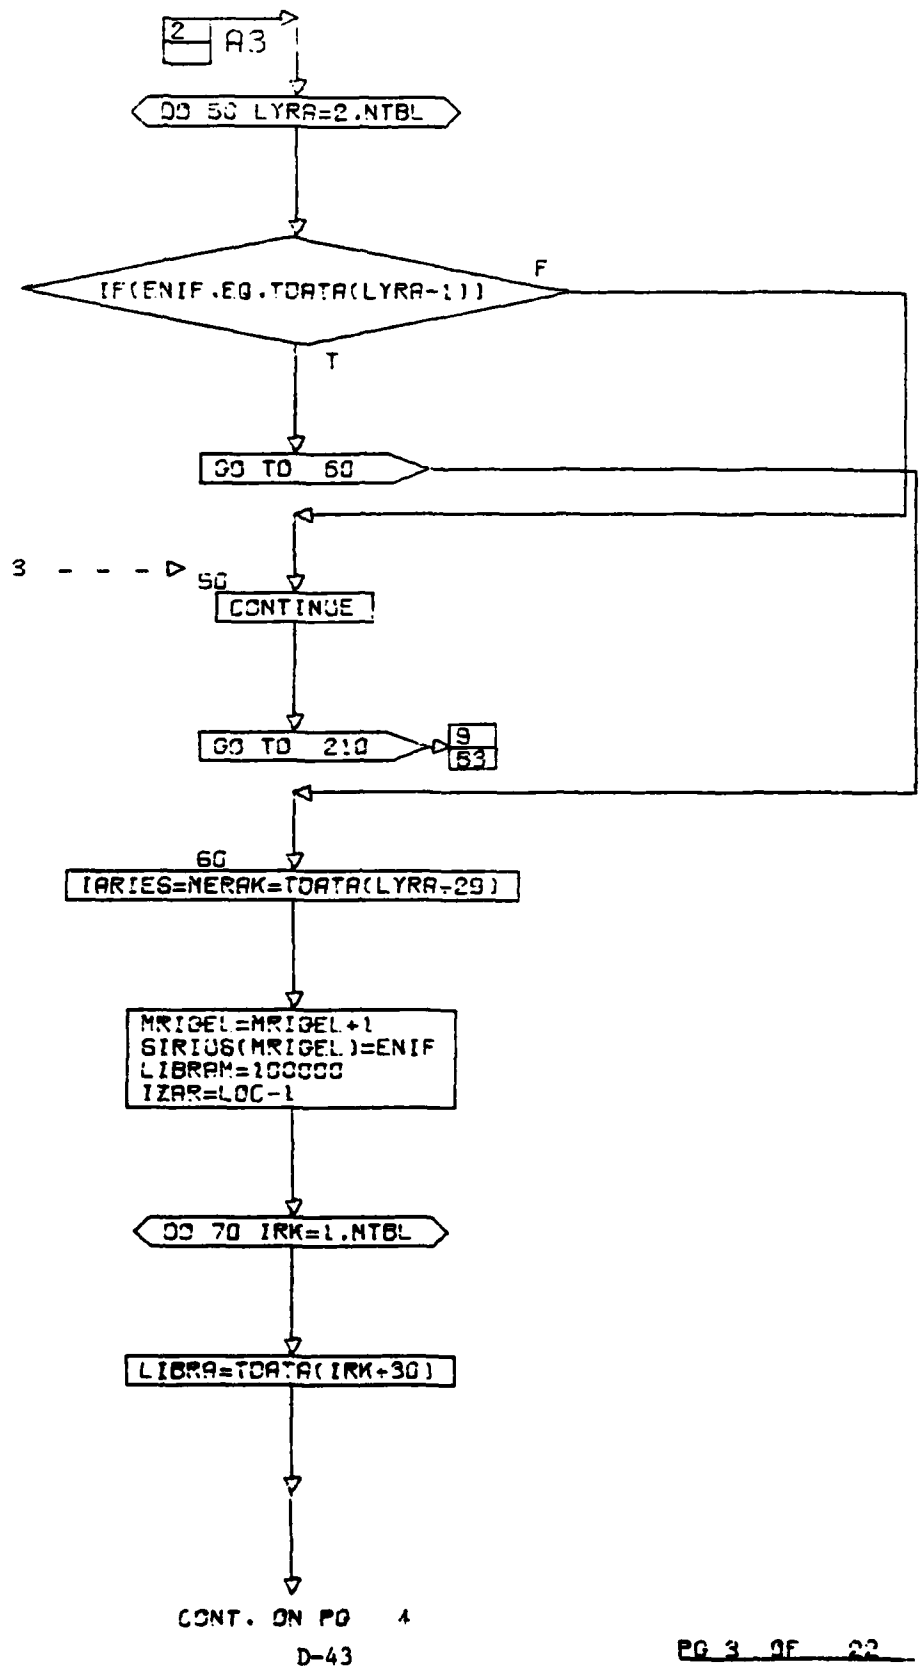 2
A3
DO 50 LYRA=2.NTBL
IF(ENIF.EQ.TDATA(LYRA-1))
F
T
GO TO 60
3
50
CONTINUE
GO TO 210
9
B3
60
IARIES=MERAK=TDATA(LYRA+29)
MRIGEL=MRIGEL+1
SIRIUS(MRIGEL)=ENIF
LIBRAM=100000
IZAR=LOC-1
DO 70 IRK=1.NTBL
LIBRA=TDATA(IRK+30)
CONT. ON PG 4
D-43
PG 3 OF 22